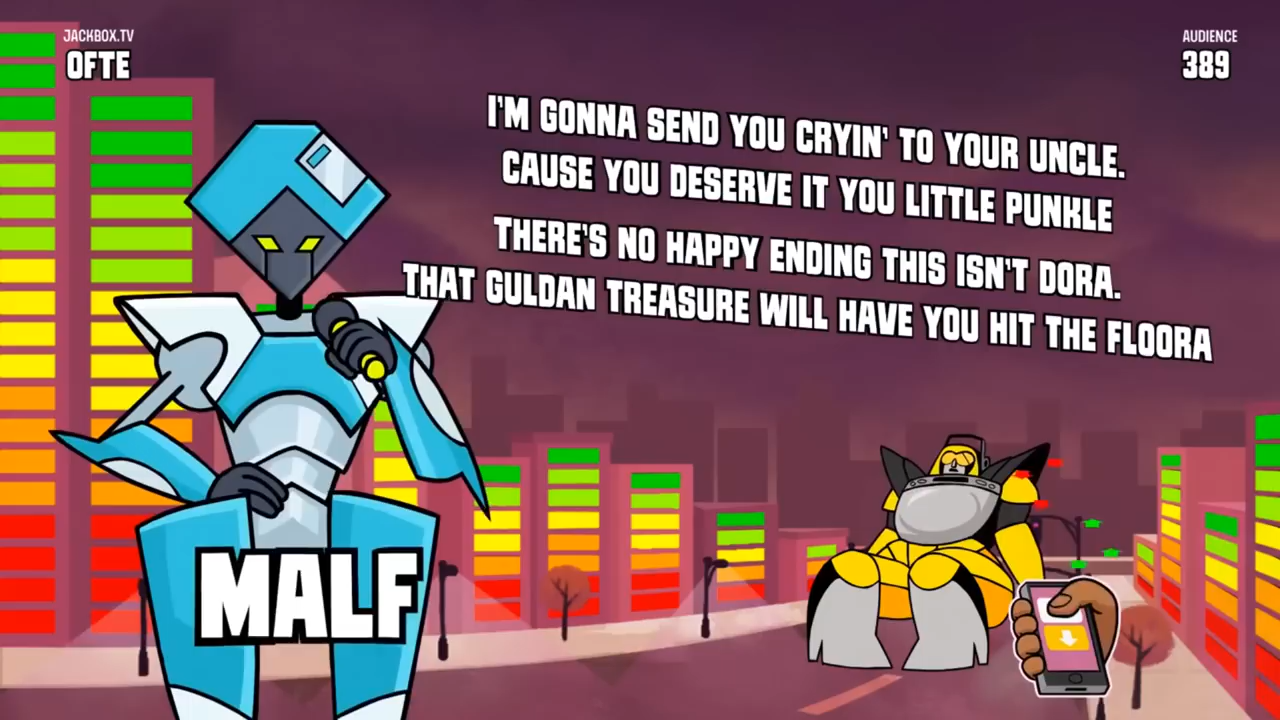 JACKBOX.TV
OFTE
AUDIENCE
389
I'M GONNA SEND YOU CRYIN' TO YOUR UNCLE.
CAUSE YOU DESERVE IT YOU LITTLE PUNKLE
THERE'S NO HAPPY ENDING THIS ISN'T DORA.
THAT GULDAN TREASURE WILL HAVE YOU HIT THE FLOORA
MALF